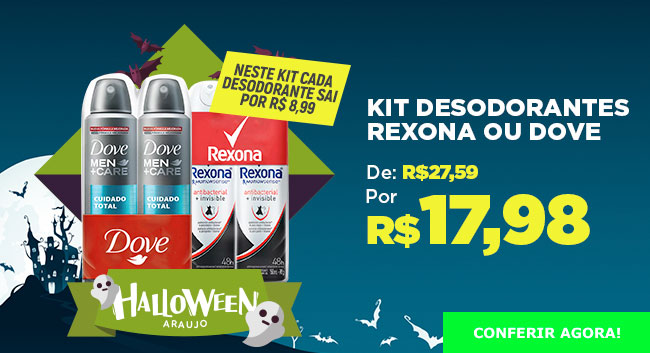 NESTE KIT CADA
DESODORANTE SAI
POR R$ 8,99
KIT DESODORANTES
REXONA OU DOVE
De: R$27,59
Por
R$17,98
Dove
MEN
+CARE
CUIDADO
TOTAL
Dove
MEN
+CARE
CUIDADO
TOTAL
Dove
Rexona
Rexona
antibacterial
+ invisible
48h
Rexona
antibacterial
+ invisible
48h
HALLOWEEN
ARAUJO
CONFERIR AGORA!